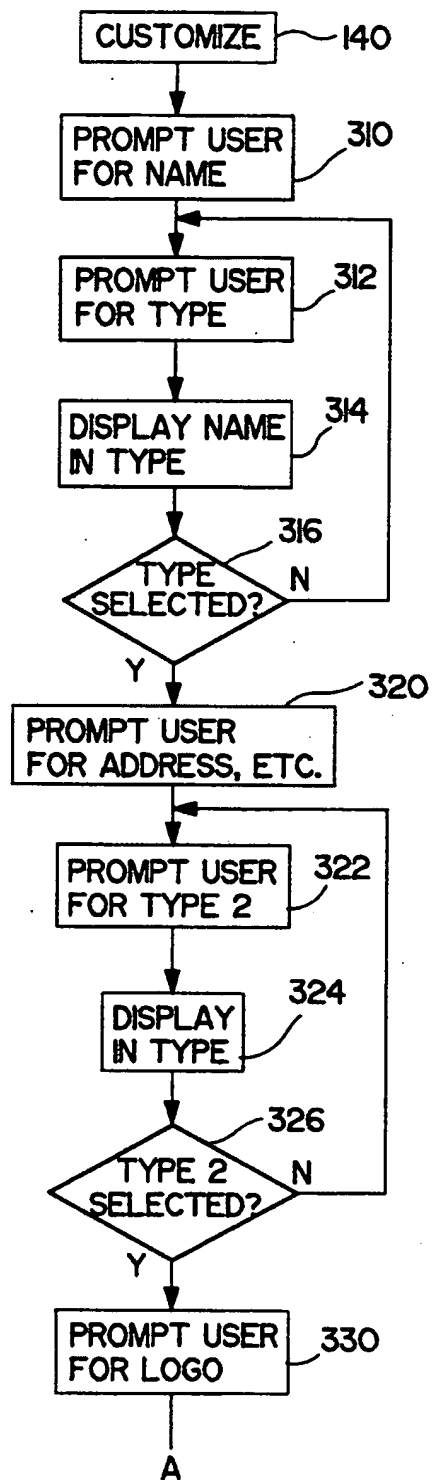 CUSTOMIZE 140
PROMPT USER 310
FOR NAME
PROMPT USER 312
FOR TYPE
DISPLAY NAME 314
IN TYPE
316
TYPE N
SELECTED?
Y
320
PROMPT USER
FOR ADDRESS, ETC.
PROMPT USER 322
FOR TYPE 2
324
DISPLAY
IN TYPE
326
TYPE 2 N
SELECTED?
Y
PROMPT USER 330
FOR LOGO
A